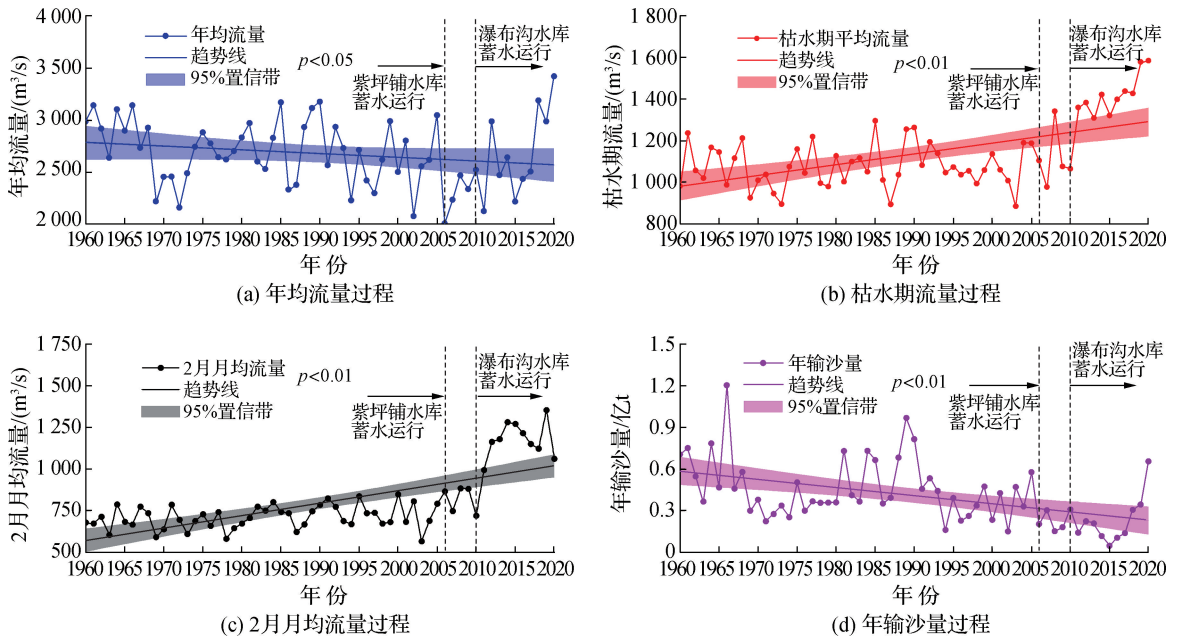 4 000
3 500
3 000
2 500
2 000
年均流量/(m³/s)
年均流量
趋势线
95%置信带
p<0.05
紫坪铺水库
蓄水运行
瀑布沟水库
蓄水运行
1960 1965 1970 1975 1980 1985 1990 1995 2000 2005 2010 2015 2020
年 份
(a) 年均流量过程
1 800
1 600
1 400
1 200
1 000
800
枯水期流量/(m³/s)
枯水期平均流量
趋势线
95%置信带
p<0.01
紫坪铺水库
蓄水运行
瀑布沟水库
蓄水运行
1960 1965 1970 1975 1980 1985 1990 1995 2000 2005 2010 2015 2020
年 份
(b) 枯水期流量过程
1 750
1 500
1 250
1 000
750
500
2月月均流量/(m³/s)
2月月均流量
趋势线
95%置信带
p<0.01
紫坪铺水库
蓄水运行
瀑布沟水库
蓄水运行
1960 1965 1970 1975 1980 1985 1990 1995 2000 2005 2010 2015 2020
年 份
(c) 2月月均流量过程
1.5
1.2
0.9
0.6
0.3
0
年输沙量/亿t
年输沙量
趋势线
95%置信带
p<0.01
紫坪铺水库
蓄水运行
瀑布沟水库
蓄水运行
1960 1965 1970 1975 1980 1985 1990 1995 2000 2005 2010 2015 2020
年 份
(d) 年输沙量过程